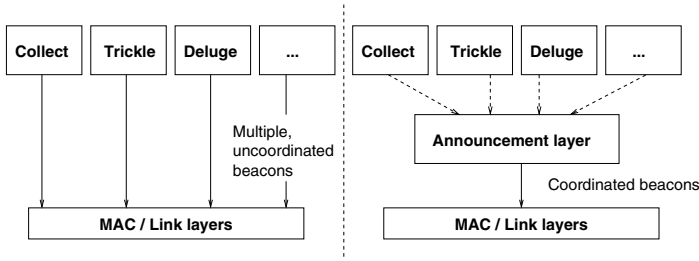 Collect
Trickle
Deluge
...
Multiple,
uncoordinated
beacons
MAC / Link layers
Collect
Trickle
Deluge
...
Announcement layer
Coordinated beacons
MAC / Link layers